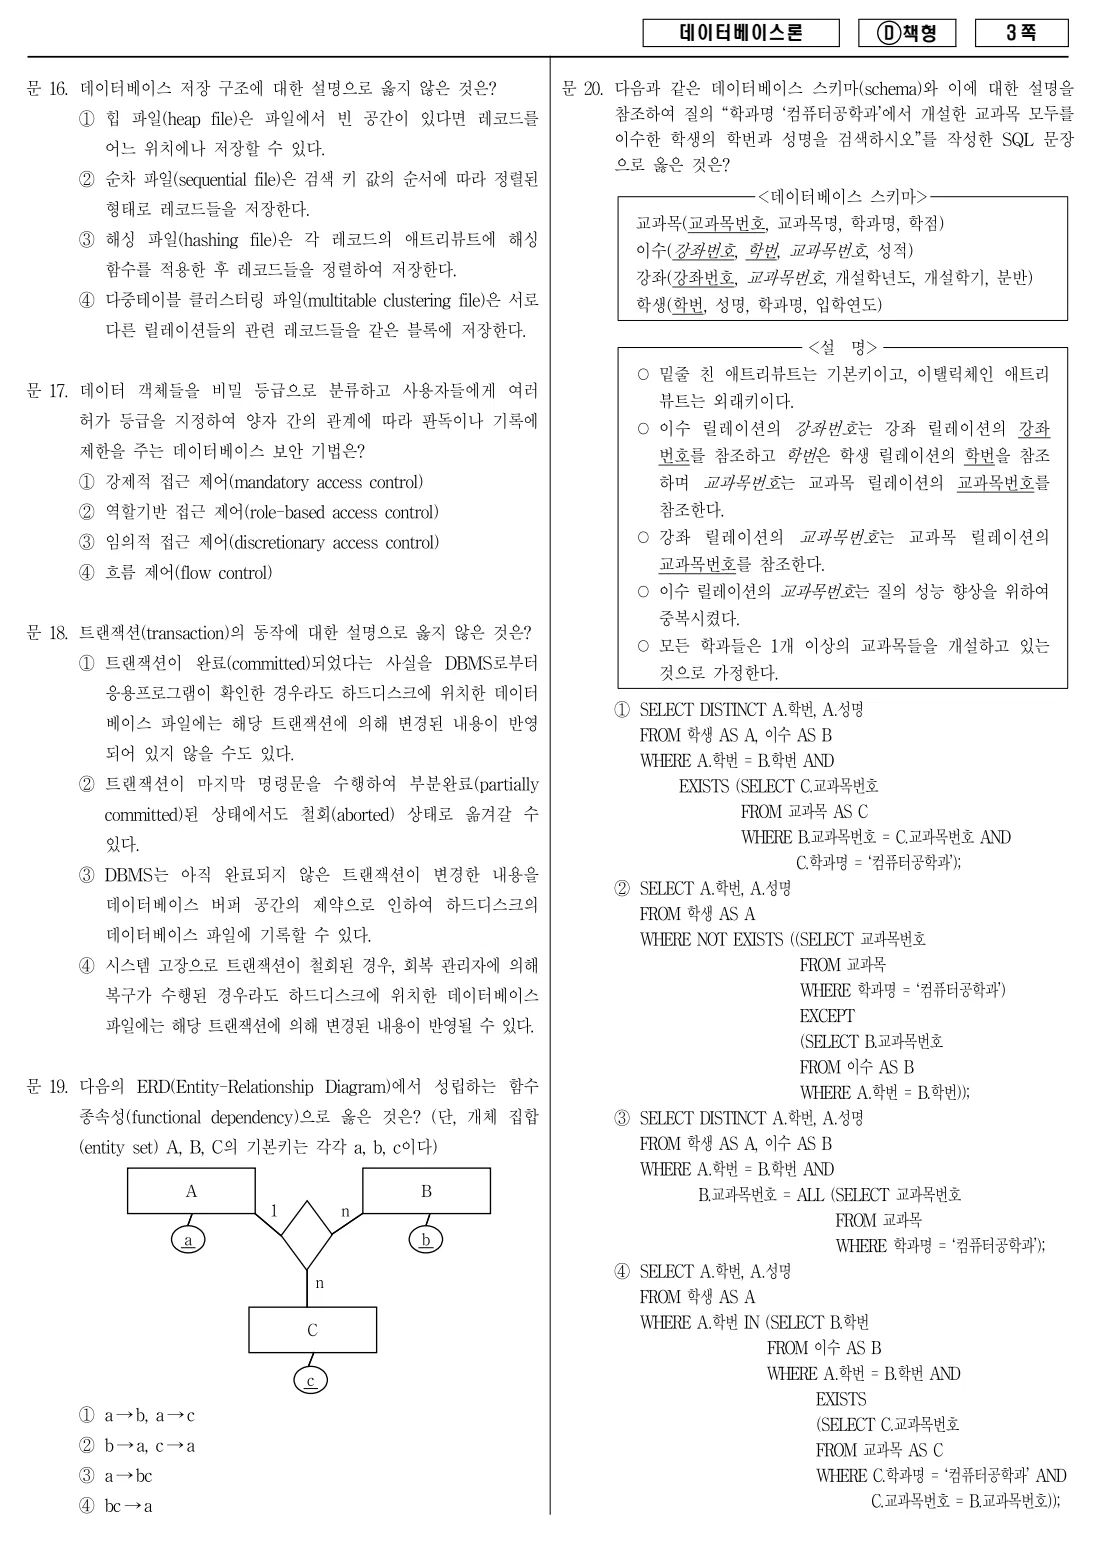 데이터베이스론
Ⓓ책형
3 쪽
문 16. 데이터베이스 저장 구조에 대한 설명으로 옳지 않은 것은?
① 힙 파일(heap file)은 파일에서 빈 공간이 있다면 레코드를
어느 위치에나 저장할 수 있다.
② 순차 파일(sequential file)은 검색 키 값의 순서에 따라 정렬된
형태로 레코드들을 저장한다.
③ 해싱 파일(hashing file)은 각 레코드의 애트리뷰트에 해싱
함수를 적용한 후 레코드들을 정렬하여 저장한다.
④ 다중테이블 클러스터링 파일(multitable clustering file)은 서로
다른 릴레이션들의 관련 레코드들을 같은 블록에 저장한다.
문 17. 데이터 객체들을 비밀 등급으로 분류하고 사용자들에게 여러
허가 등급을 지정하여 양자 간의 관계에 따라 판독이나 기록에
제한을 주는 데이터베이스 보안 기법은?
① 강제적 접근 제어(mandatory access control)
② 역할기반 접근 제어(role-based access control)
③ 임의적 접근 제어(discretionary access control)
④ 흐름 제어(flow control)
문 18. 트랜잭션(transaction)의 동작에 대한 설명으로 옳지 않은 것은?
① 트랜잭션이 완료(committed)되었다는 사실을 DBMS로부터
응용프로그램이 확인한 경우라도 하드디스크에 위치한 데이터
베이스 파일에는 해당 트랜잭션에 의해 변경된 내용이 반영
되어 있지 않을 수도 있다.
② 트랜잭션이 마지막 명령문을 수행하여 부분완료(partially
committed)된 상태에서도 철회(aborted) 상태로 옮겨갈 수
있다.
③ DBMS는 아직 완료되지 않은 트랜잭션이 변경한 내용을
데이터베이스 버퍼 공간의 제약으로 인하여 하드디스크의
데이터베이스 파일에 기록할 수 있다.
④ 시스템 고장으로 트랜잭션이 철회된 경우, 회복 관리자에 의해
복구가 수행된 경우라도 하드디스크에 위치한 데이터베이스
파일에는 해당 트랜잭션에 의해 변경된 내용이 반영될 수 있다.
문 19. 다음의 ERD(Entity-Relationship Diagram)에서 성립하는 함수
종속성(functional dependency)으로 옳은 것은? (단, 개체 집합
(entity set) A, B, C의 기본키는 각각 a, b, c이다)
A
B
1
n
a
b
n
C
c
① a→b, a→c
② b→a, c→a
③ a→bc
④ bc→a
문 20. 다음과 같은 데이터베이스 스키마(schema)와 이에 대한 설명을
참조하여 질의 “학과명 ‘컴퓨터공학과’에서 개설한 교과목 모두를
이수한 학생의 학번과 성명을 검색하시오”를 작성한 SQL 문장
으로 옳은 것은?
<데이터베이스 스키마>
교과목(교과목번호, 교과목명, 학과명, 학점)
이수(강좌번호, 학번, 교과목번호, 성적)
강좌(강좌번호, 교과목번호, 개설학년도, 개설학기, 분반)
학생(학번, 성명, 학과명, 입학연도)
<설 명>
○ 밑줄 친 애트리뷰트는 기본키이고, 이탤릭체인 애트리
뷰트는 외래키이다.
○ 이수 릴레이션의 강좌번호는 강좌 릴레이션의 강좌
번호를 참조하고 학번은 학생 릴레이션의 학번을 참조
하며 교과목번호는 교과목 릴레이션의 교과목번호를
참조한다.
○ 강좌 릴레이션의 교과목번호는 교과목 릴레이션의
교과목번호를 참조한다.
○ 이수 릴레이션의 교과목번호는 질의 성능 향상을 위하여
중복시켰다.
○ 모든 학과들은 1개 이상의 교과목들을 개설하고 있는
것으로 가정한다.
① SELECT DISTINCT A.학번, A.성명
FROM 학생 AS A, 이수 AS B
WHERE A.학번 = B.학번 AND
EXISTS (SELECT C.교과목번호
FROM 교과목 AS C
WHERE B.교과목번호 = C.교과목번호 AND
C.학과명 = ‘컴퓨터공학과’);
② SELECT A.학번, A.성명
FROM 학생 AS A
WHERE NOT EXISTS ((SELECT 교과목번호
FROM 교과목
WHERE 학과명 = ‘컴퓨터공학과’)
EXCEPT
(SELECT B.교과목번호
FROM 이수 AS B
WHERE A.학번 = B.학번));
③ SELECT DISTINCT A.학번, A.성명
FROM 학생 AS A, 이수 AS B
WHERE A.학번 = B.학번 AND
B.교과목번호 = ALL (SELECT 교과목번호
FROM 교과목
WHERE 학과명 = ‘컴퓨터공학과’);
④ SELECT A.학번, A.성명
FROM 학생 AS A
WHERE A.학번 IN (SELECT B.학번
FROM 이수 AS B
WHERE A.학번 = B.학번 AND
EXISTS
(SELECT C.교과목번호
FROM 교과목 AS C
WHERE C.학과명 = ‘컴퓨터공학과’ AND
C.교과목번호 = B.교과목번호));